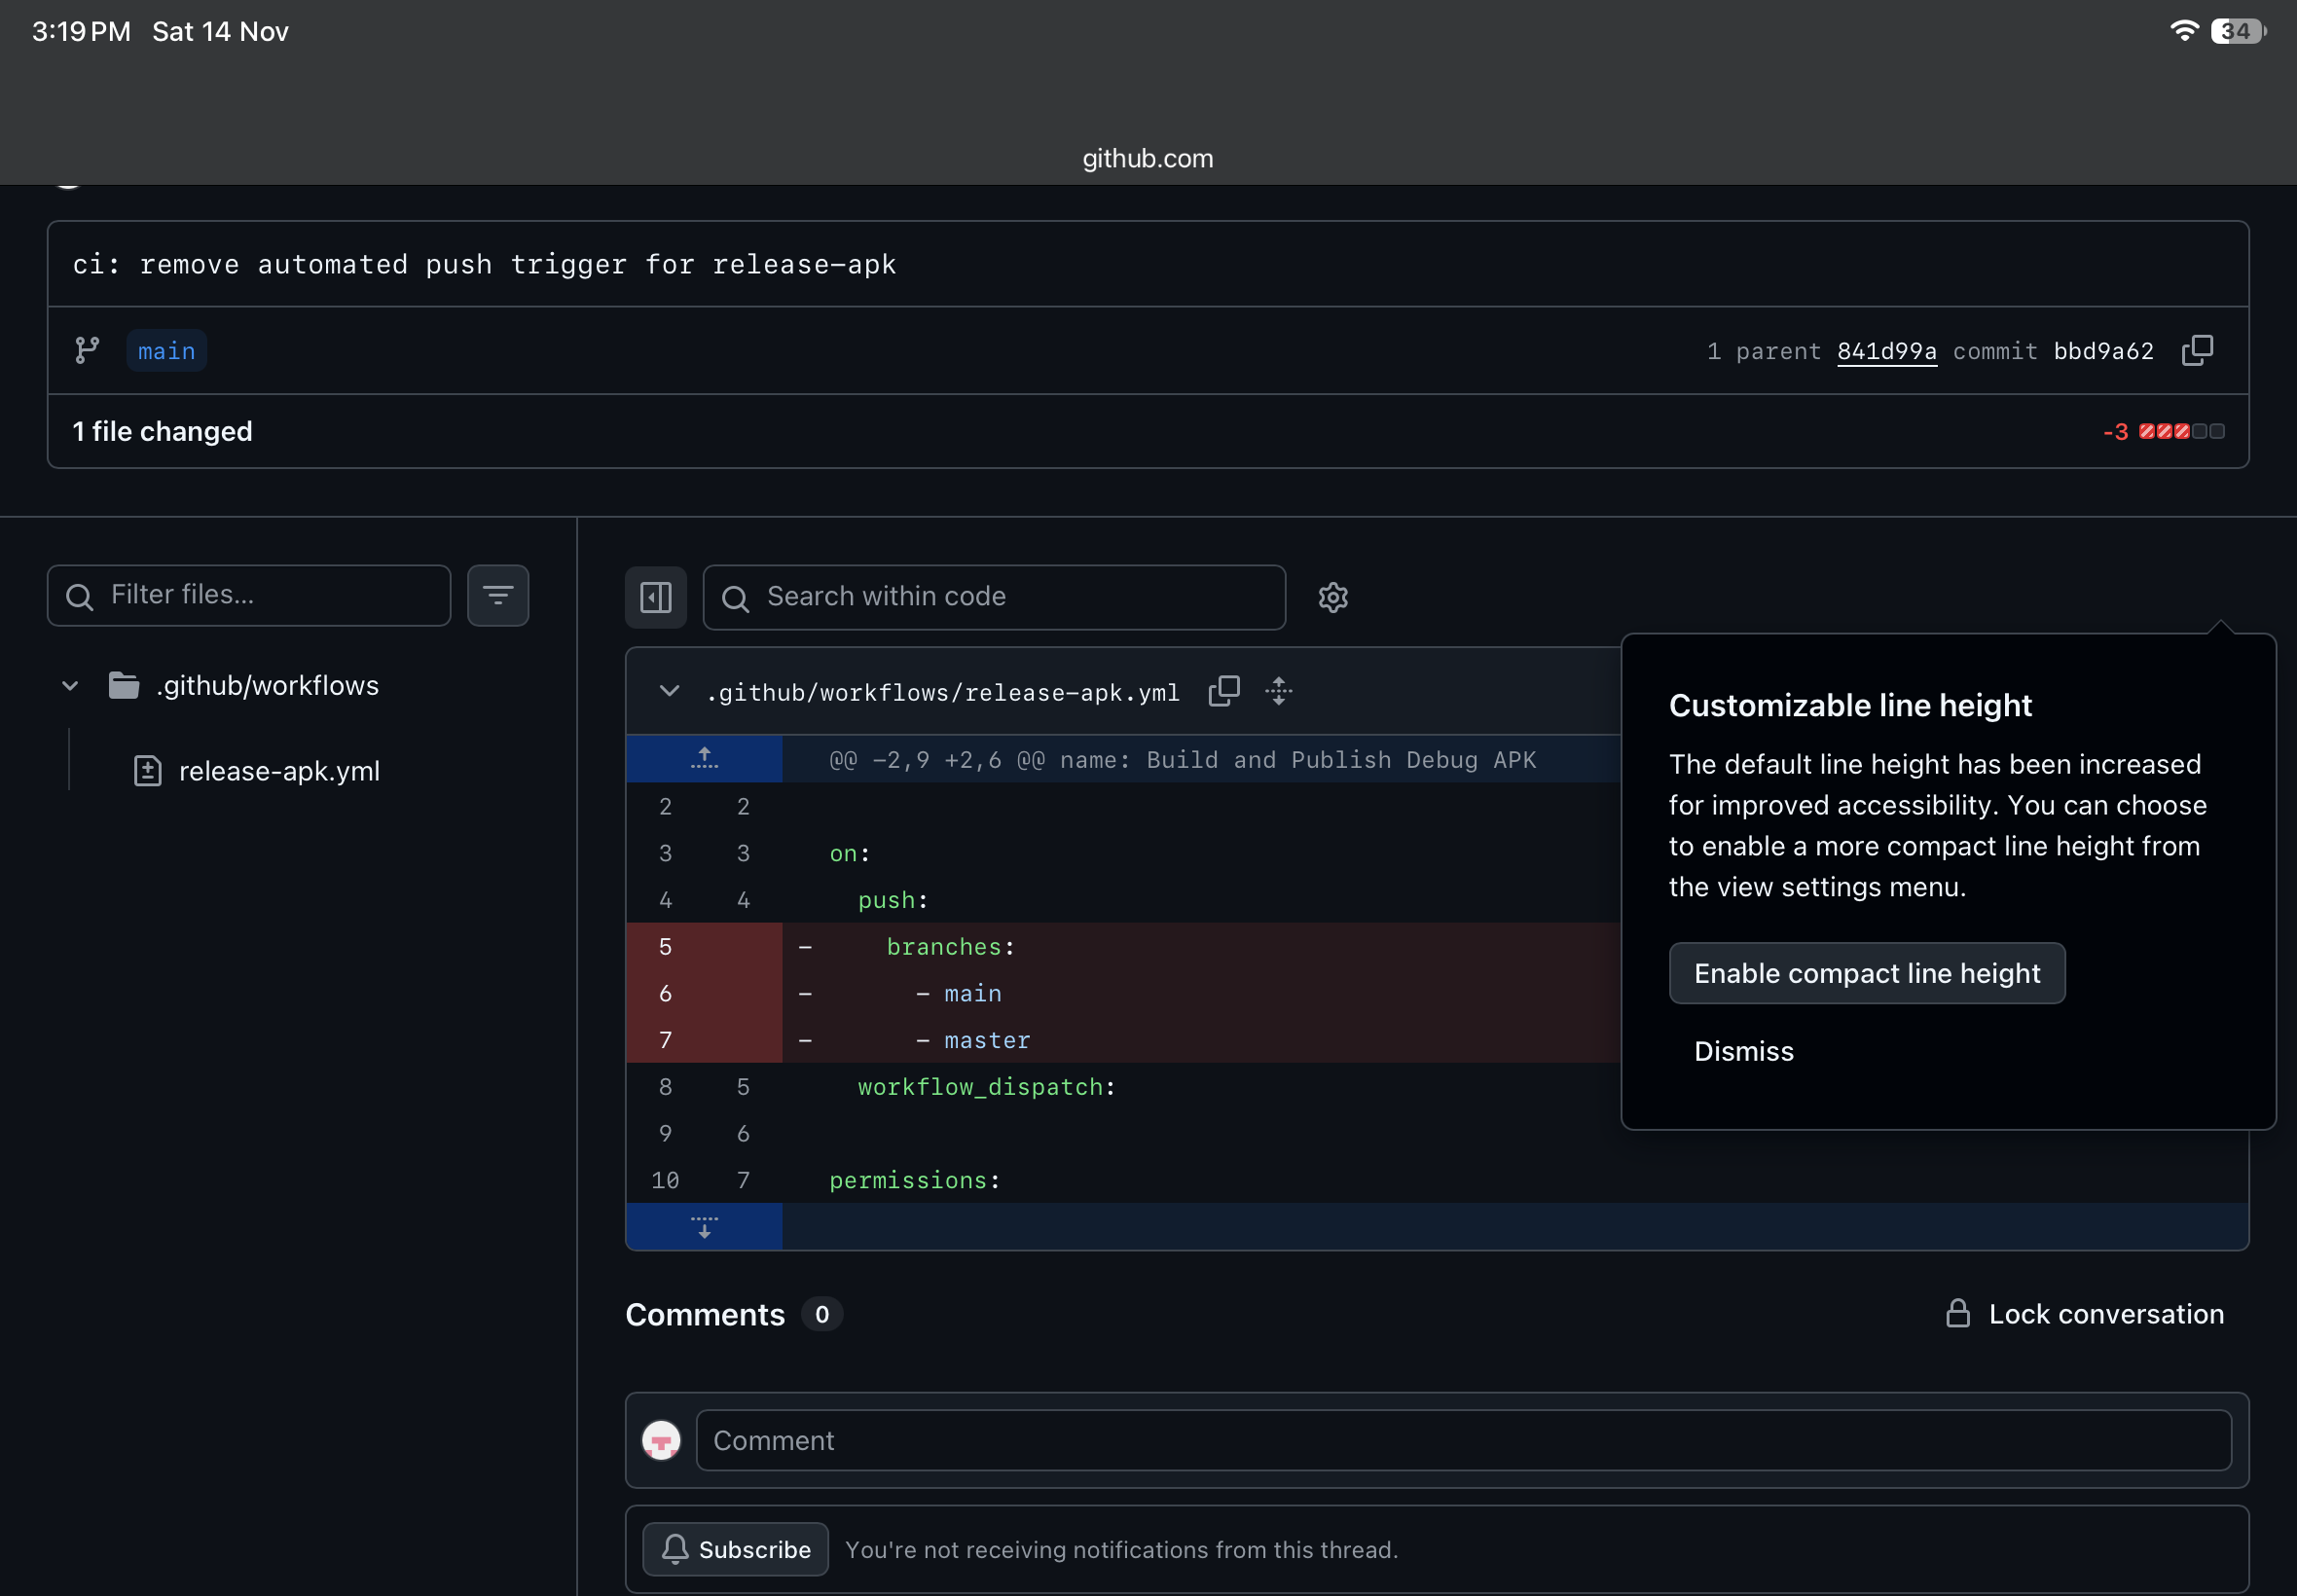 3:19 PM Sat 14 Nov
34
github.com
ci: remove automated push trigger for release-apk
main
1 parent 841d99a commit bbd9a62
1 file changed
-3
Filter files...
Search within code
.github/workflows
release-apk.yml
.github/workflows/release-apk.yml
@@ -2,9 +2,6 @@ name: Build and Publish Debug APK
2 2
3 3 on:
4 4 push:
5 - branches:
6 - - main
7 - - master
8 5 workflow_dispatch:
9 6
10 7 permissions:
Customizable line height
The default line height has been increased
for improved accessibility. You can choose
to enable a more compact line height from
the view settings menu.
Enable compact line height
Dismiss
Comments 0
Lock conversation
Comment
Subscribe
You're not receiving notifications from this thread.